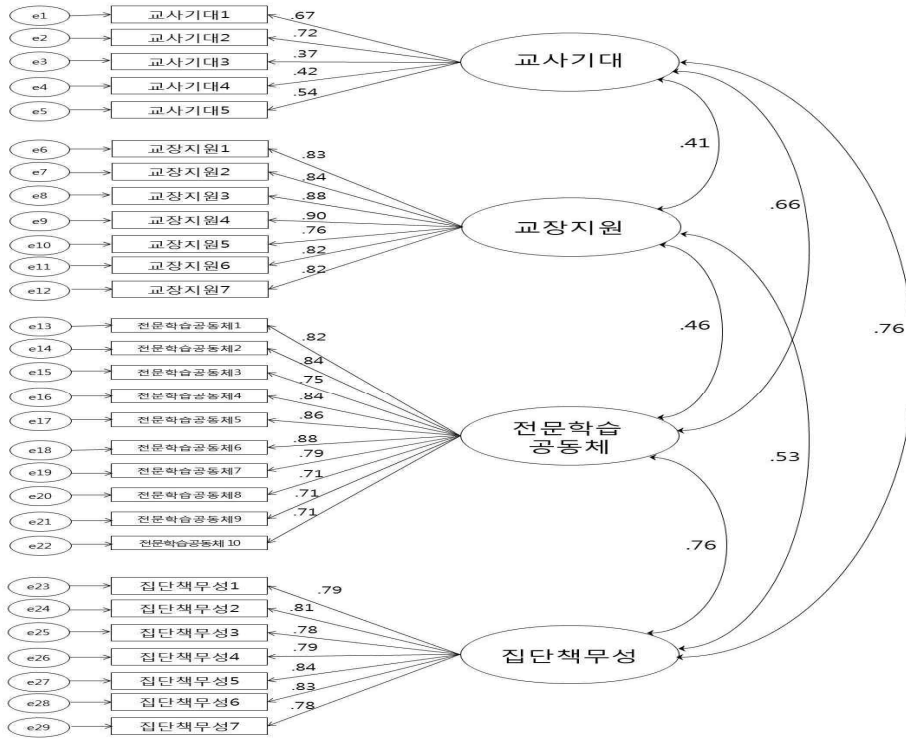 e1 교사기대1 .67
e2 교사기대2 .72
e3 교사기대3 .37
e4 교사기대4 .42
e5 교사기대5 .54
교사기대
e6 교장지원1 .83
e7 교장지원2 .84
e8 교장지원3 .88
e9 교장지원4 .90
e10 교장지원5 .76
e11 교장지원6 .82
e12 교장지원7 .82
교장지원
e13 전문학습공동체1 .82
e14 전문학습공동체2 .84
e15 전문학습공동체3 .75
e16 전문학습공동체4 .84
e17 전문학습공동체5 .86
e18 전문학습공동체6 .88
e19 전문학습공동체7 .79
e20 전문학습공동체8 .71
e21 전문학습공동체9 .71
e22 전문학습공동체 10 .71
전문학습
공동체
e23 집단책무성1 .79
e24 집단책무성2 .81
e25 집단책무성3 .78
e26 집단책무성4 .79
e27 집단책무성5 .84
e28 집단책무성6 .83
e29 집단책무성7 .78
집단책무성
.41
.66
.46
.76
.53
.76